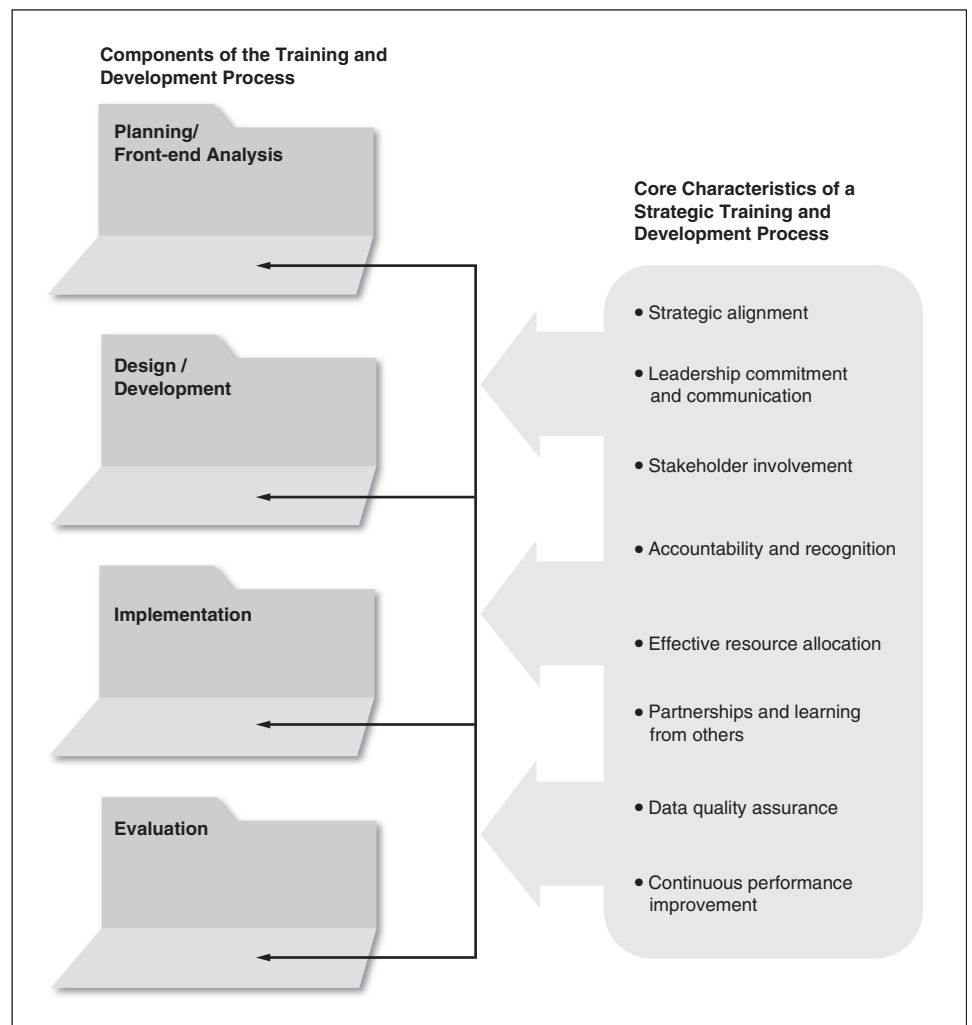 Components of the Training and
Development Process
Planning/
Front-end Analysis
Design /
Development
Implementation
Evaluation
Core Characteristics of a
Strategic Training and
Development Process
• Strategic alignment
• Leadership commitment
and communication
• Stakeholder involvement
• Accountability and recognition
• Effective resource allocation
• Partnerships and learning
from others
• Data quality assurance
• Continuous performance
improvement